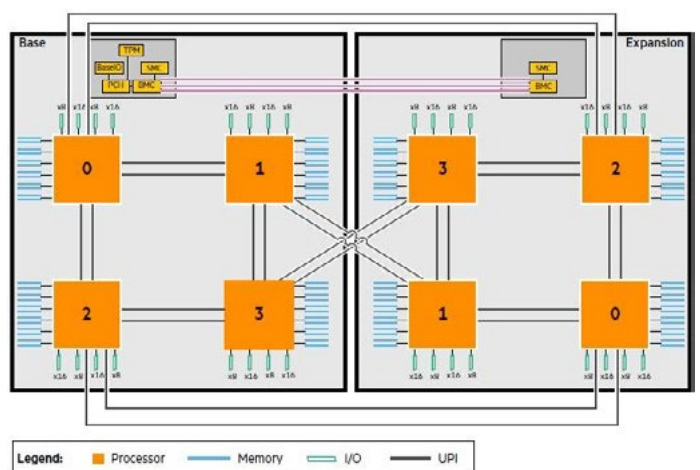 Base
Expansion
TPM
BaseIO
SMC
PCH
BMC
SMC
BMC
x8 x16 x8 x16
x16 x8 x16 x8
x16 x8 x16 x8
x8 x16 x8 x16
0
1
3
2
2
3
1
0
x16 x8 x16 x8
x16 x8 x8 x16
x8 x16 x8 x16
x16 x16 x8 x16
Legend:
Processor
Memory
I/O
UPI